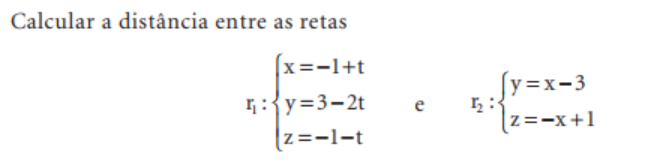 Calcular a distância entre as retas
r₁ : { x = −1 + t
y = 3 − 2t
z = −1 − t
e
r₂ : { y = x − 3
z = −x + 1